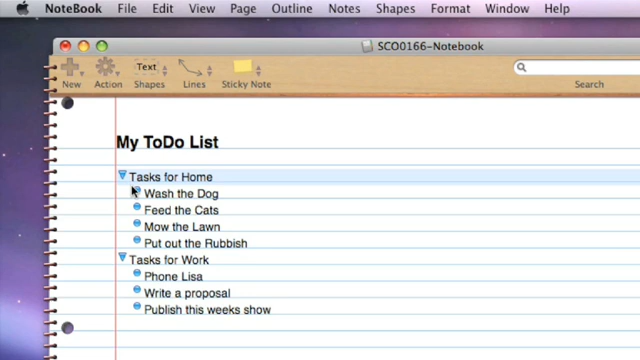 NoteBook File Edit View Page Outline Notes Shapes Format Window Help
SCO0166-Notebook
New Action Text Shapes Lines Sticky Note Search
My ToDo List
Tasks for Home
Wash the Dog
Feed the Cats
Mow the Lawn
Put out the Rubbish
Tasks for Work
Phone Lisa
Write a proposal
Publish this weeks show